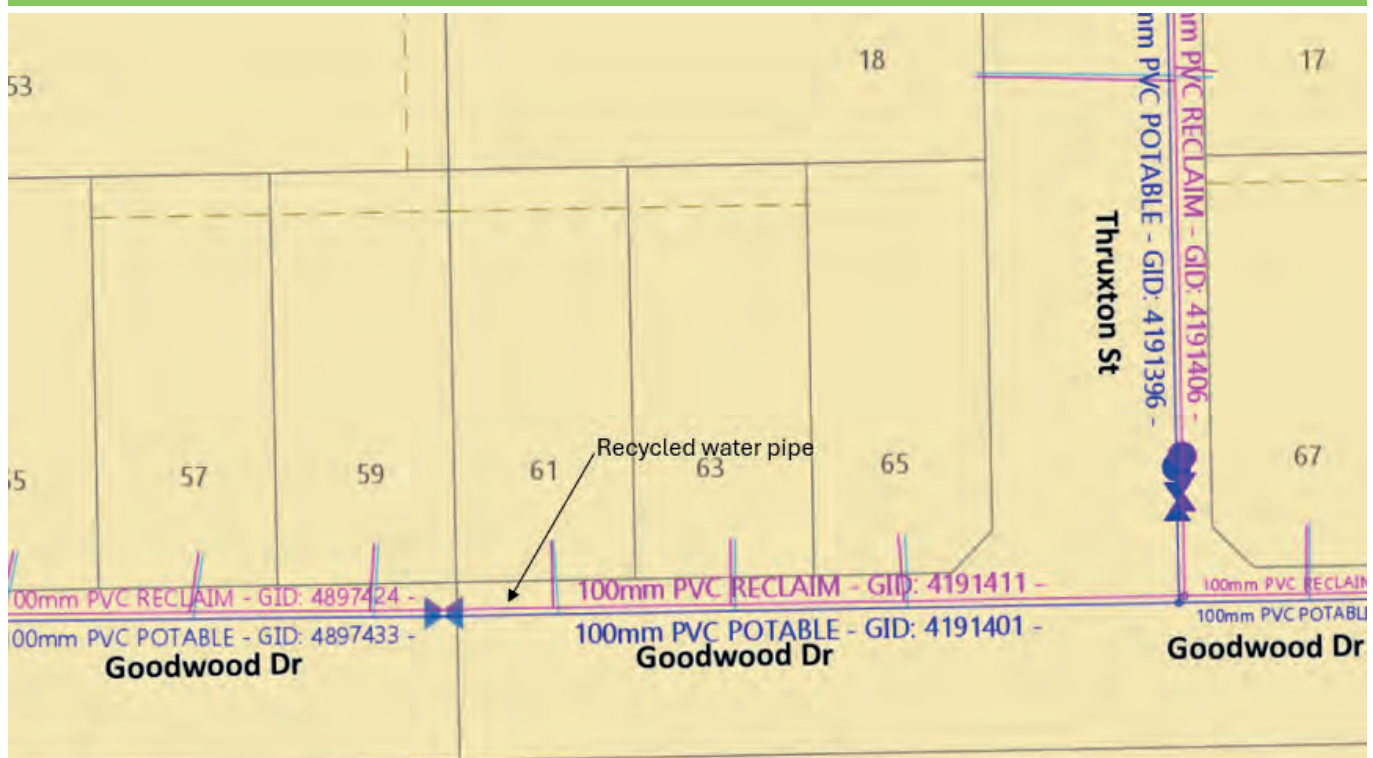 18
17
53
mm PVC POTABLE - GID: 4191396 -
mm PVC RECLAIM - GID: 4191406 -
Thruxton St
Recycled water pipe
55
57
59
61
63
65
67
00mm PVC RECLAIM - GID: 4897424 -
100mm PVC RECLAIM - GID: 4191411 -
100mm PVC RECLAIM
00mm PVC POTABLE - GID: 4897433 -
100mm PVC POTABLE - GID: 4191401 -
100mm PVC POTABL
Goodwood Dr
Goodwood Dr
Goodwood Dr